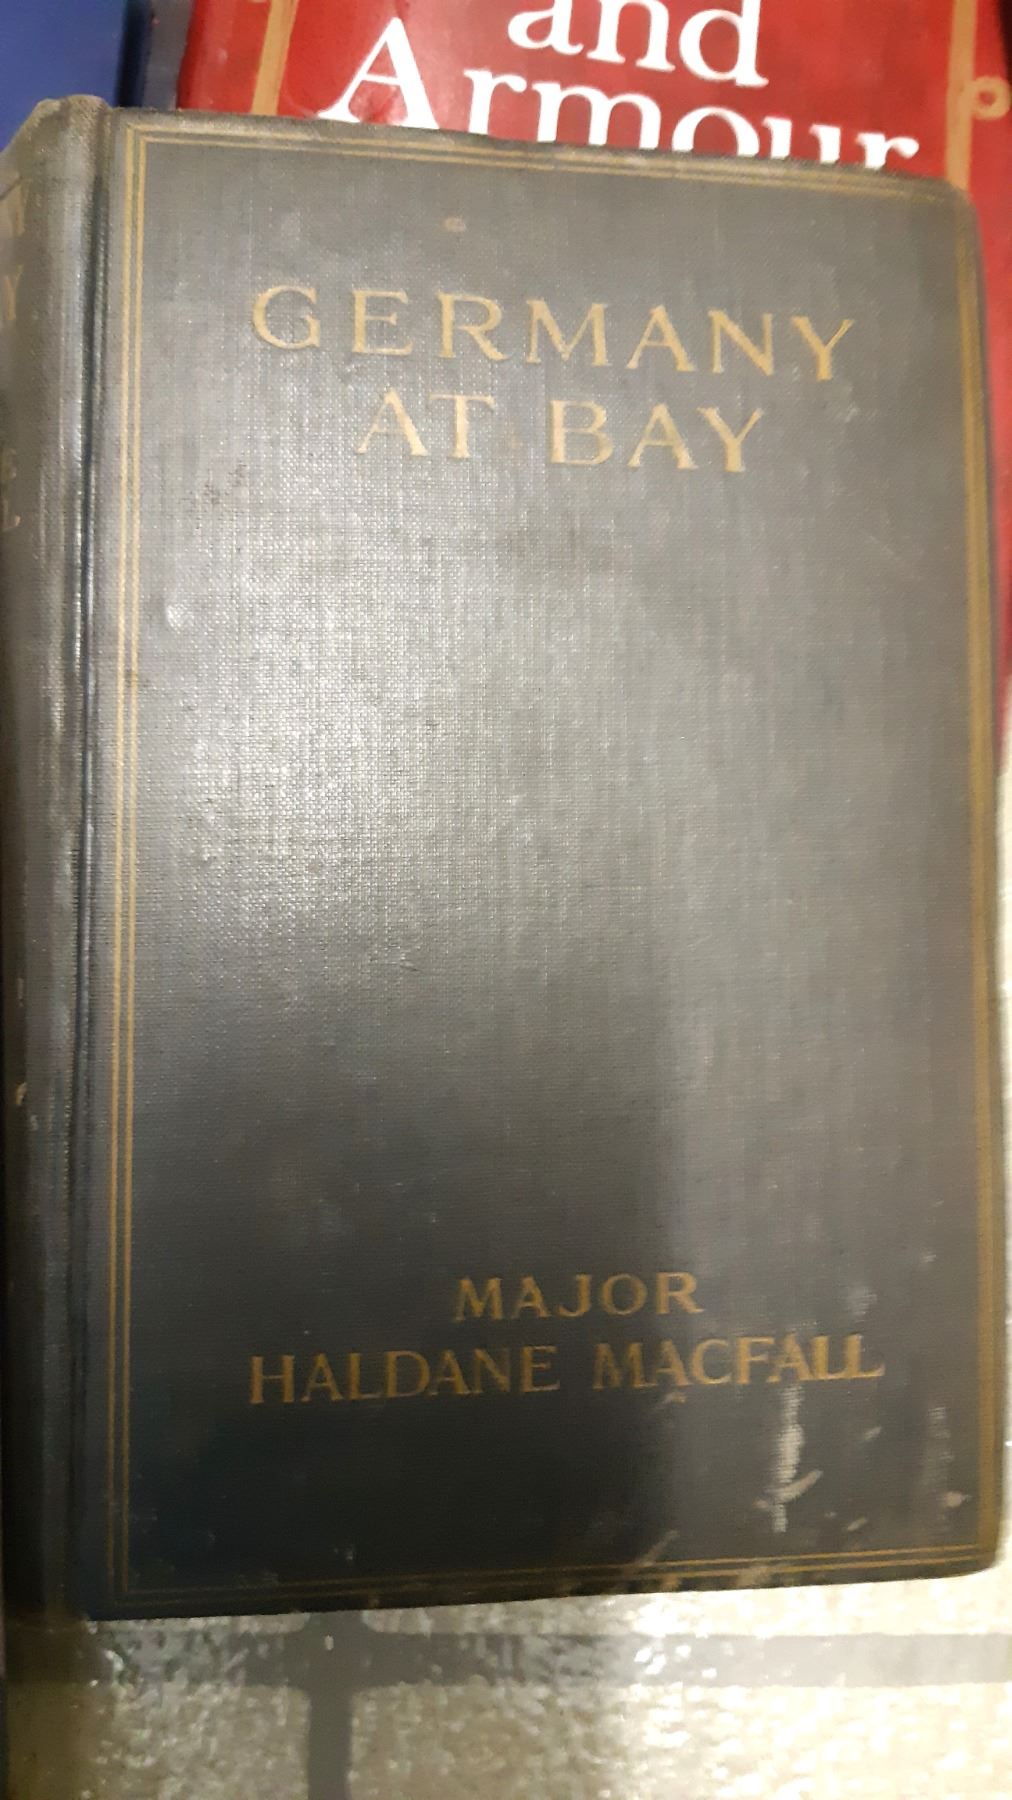 and
Armour
GERMANY
AT BAY
MAJOR
HALDANE MACFALL